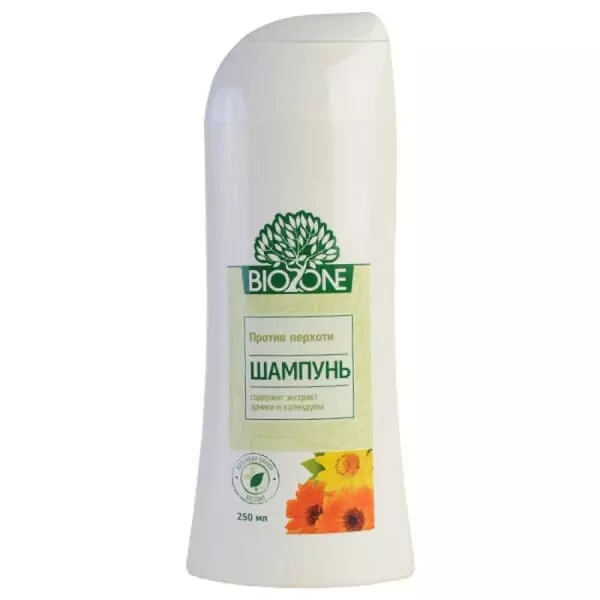 BIOZONE
Против перхоти
ШАМПУНЬ
содержит экстракт
арники и календулы
250 мл